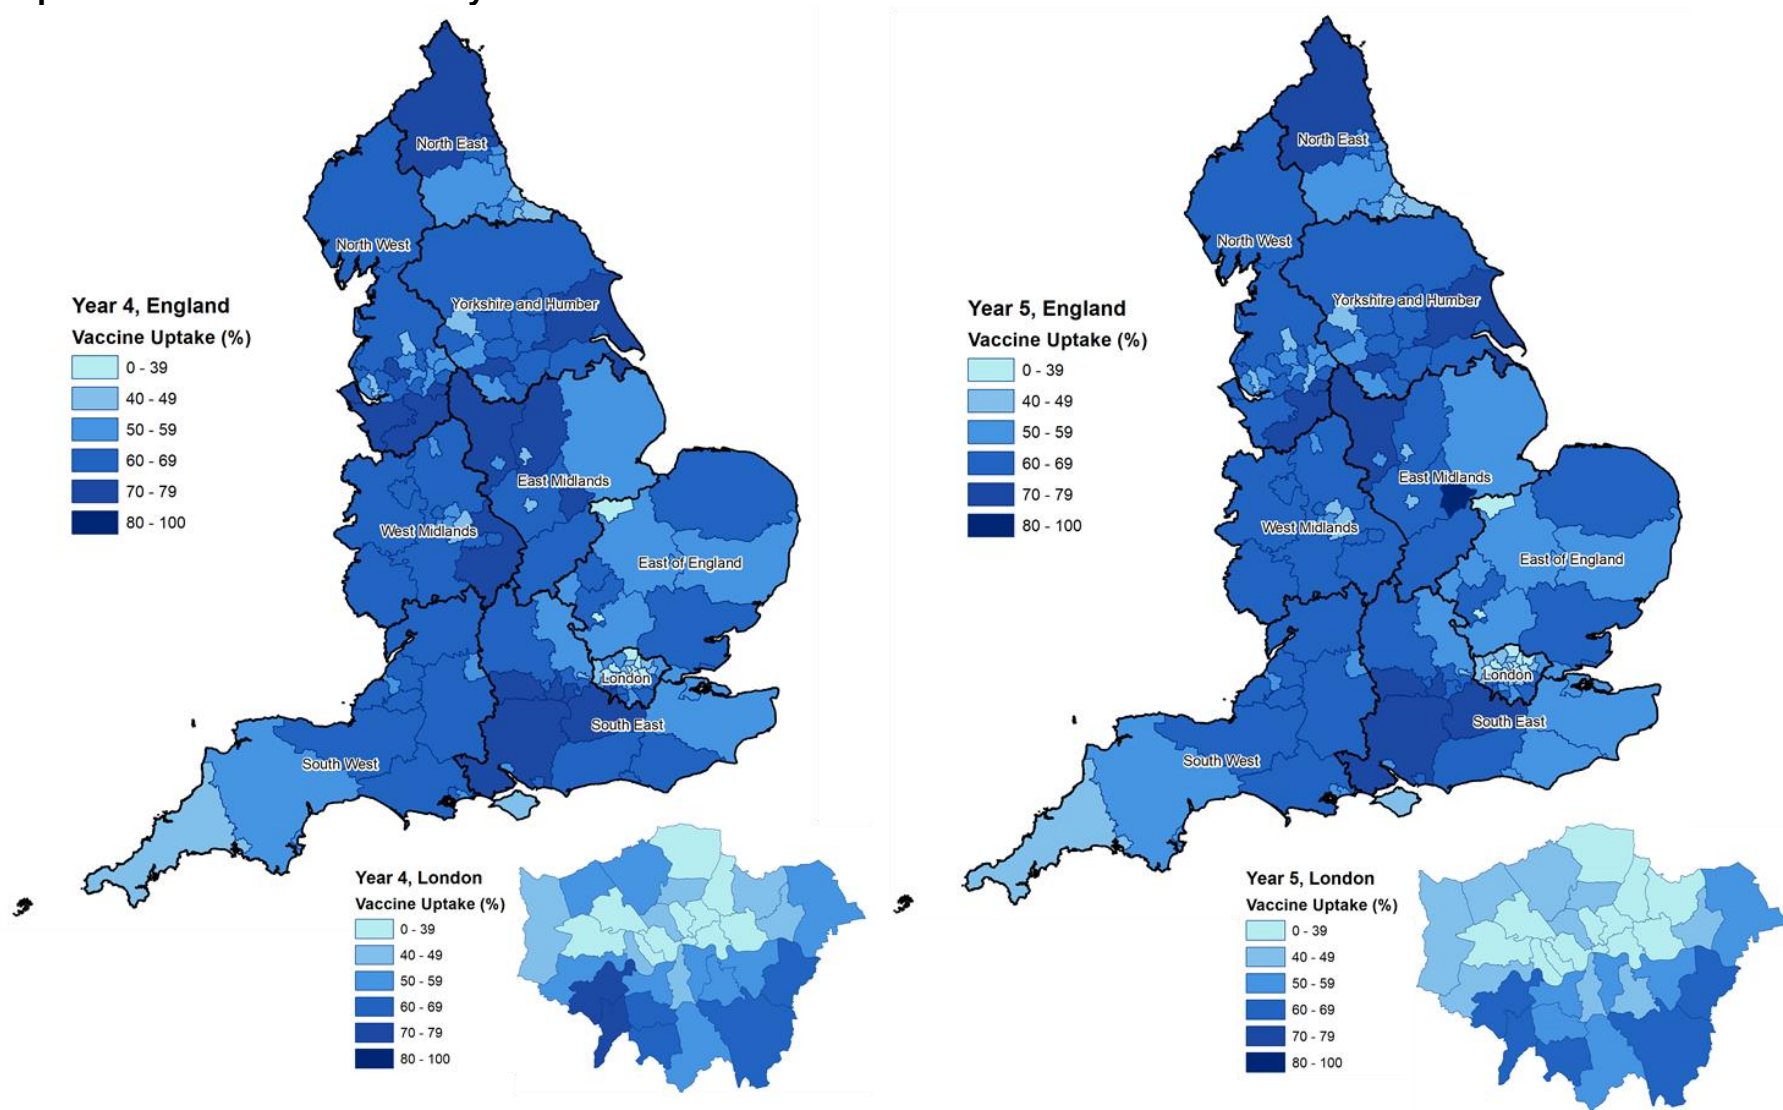 North East
North West
Yorkshire and Humber
Year 4, England
Vaccine Uptake (%)
0 - 39
40 - 49
50 - 59
60 - 69
70 - 79
80 - 100
East Midlands
West Midlands
East of England
London
South East
South West
Year 4, London
Vaccine Uptake (%)
0 - 39
40 - 49
50 - 59
60 - 69
70 - 79
80 - 100
North East
North West
Yorkshire and Humber
Year 5, England
Vaccine Uptake (%)
0 - 39
40 - 49
50 - 59
60 - 69
70 - 79
80 - 100
East Midlands
West Midlands
East of England
London
South East
South West
Year 5, London
Vaccine Uptake (%)
0 - 39
40 - 49
50 - 59
60 - 69
70 - 79
80 - 100